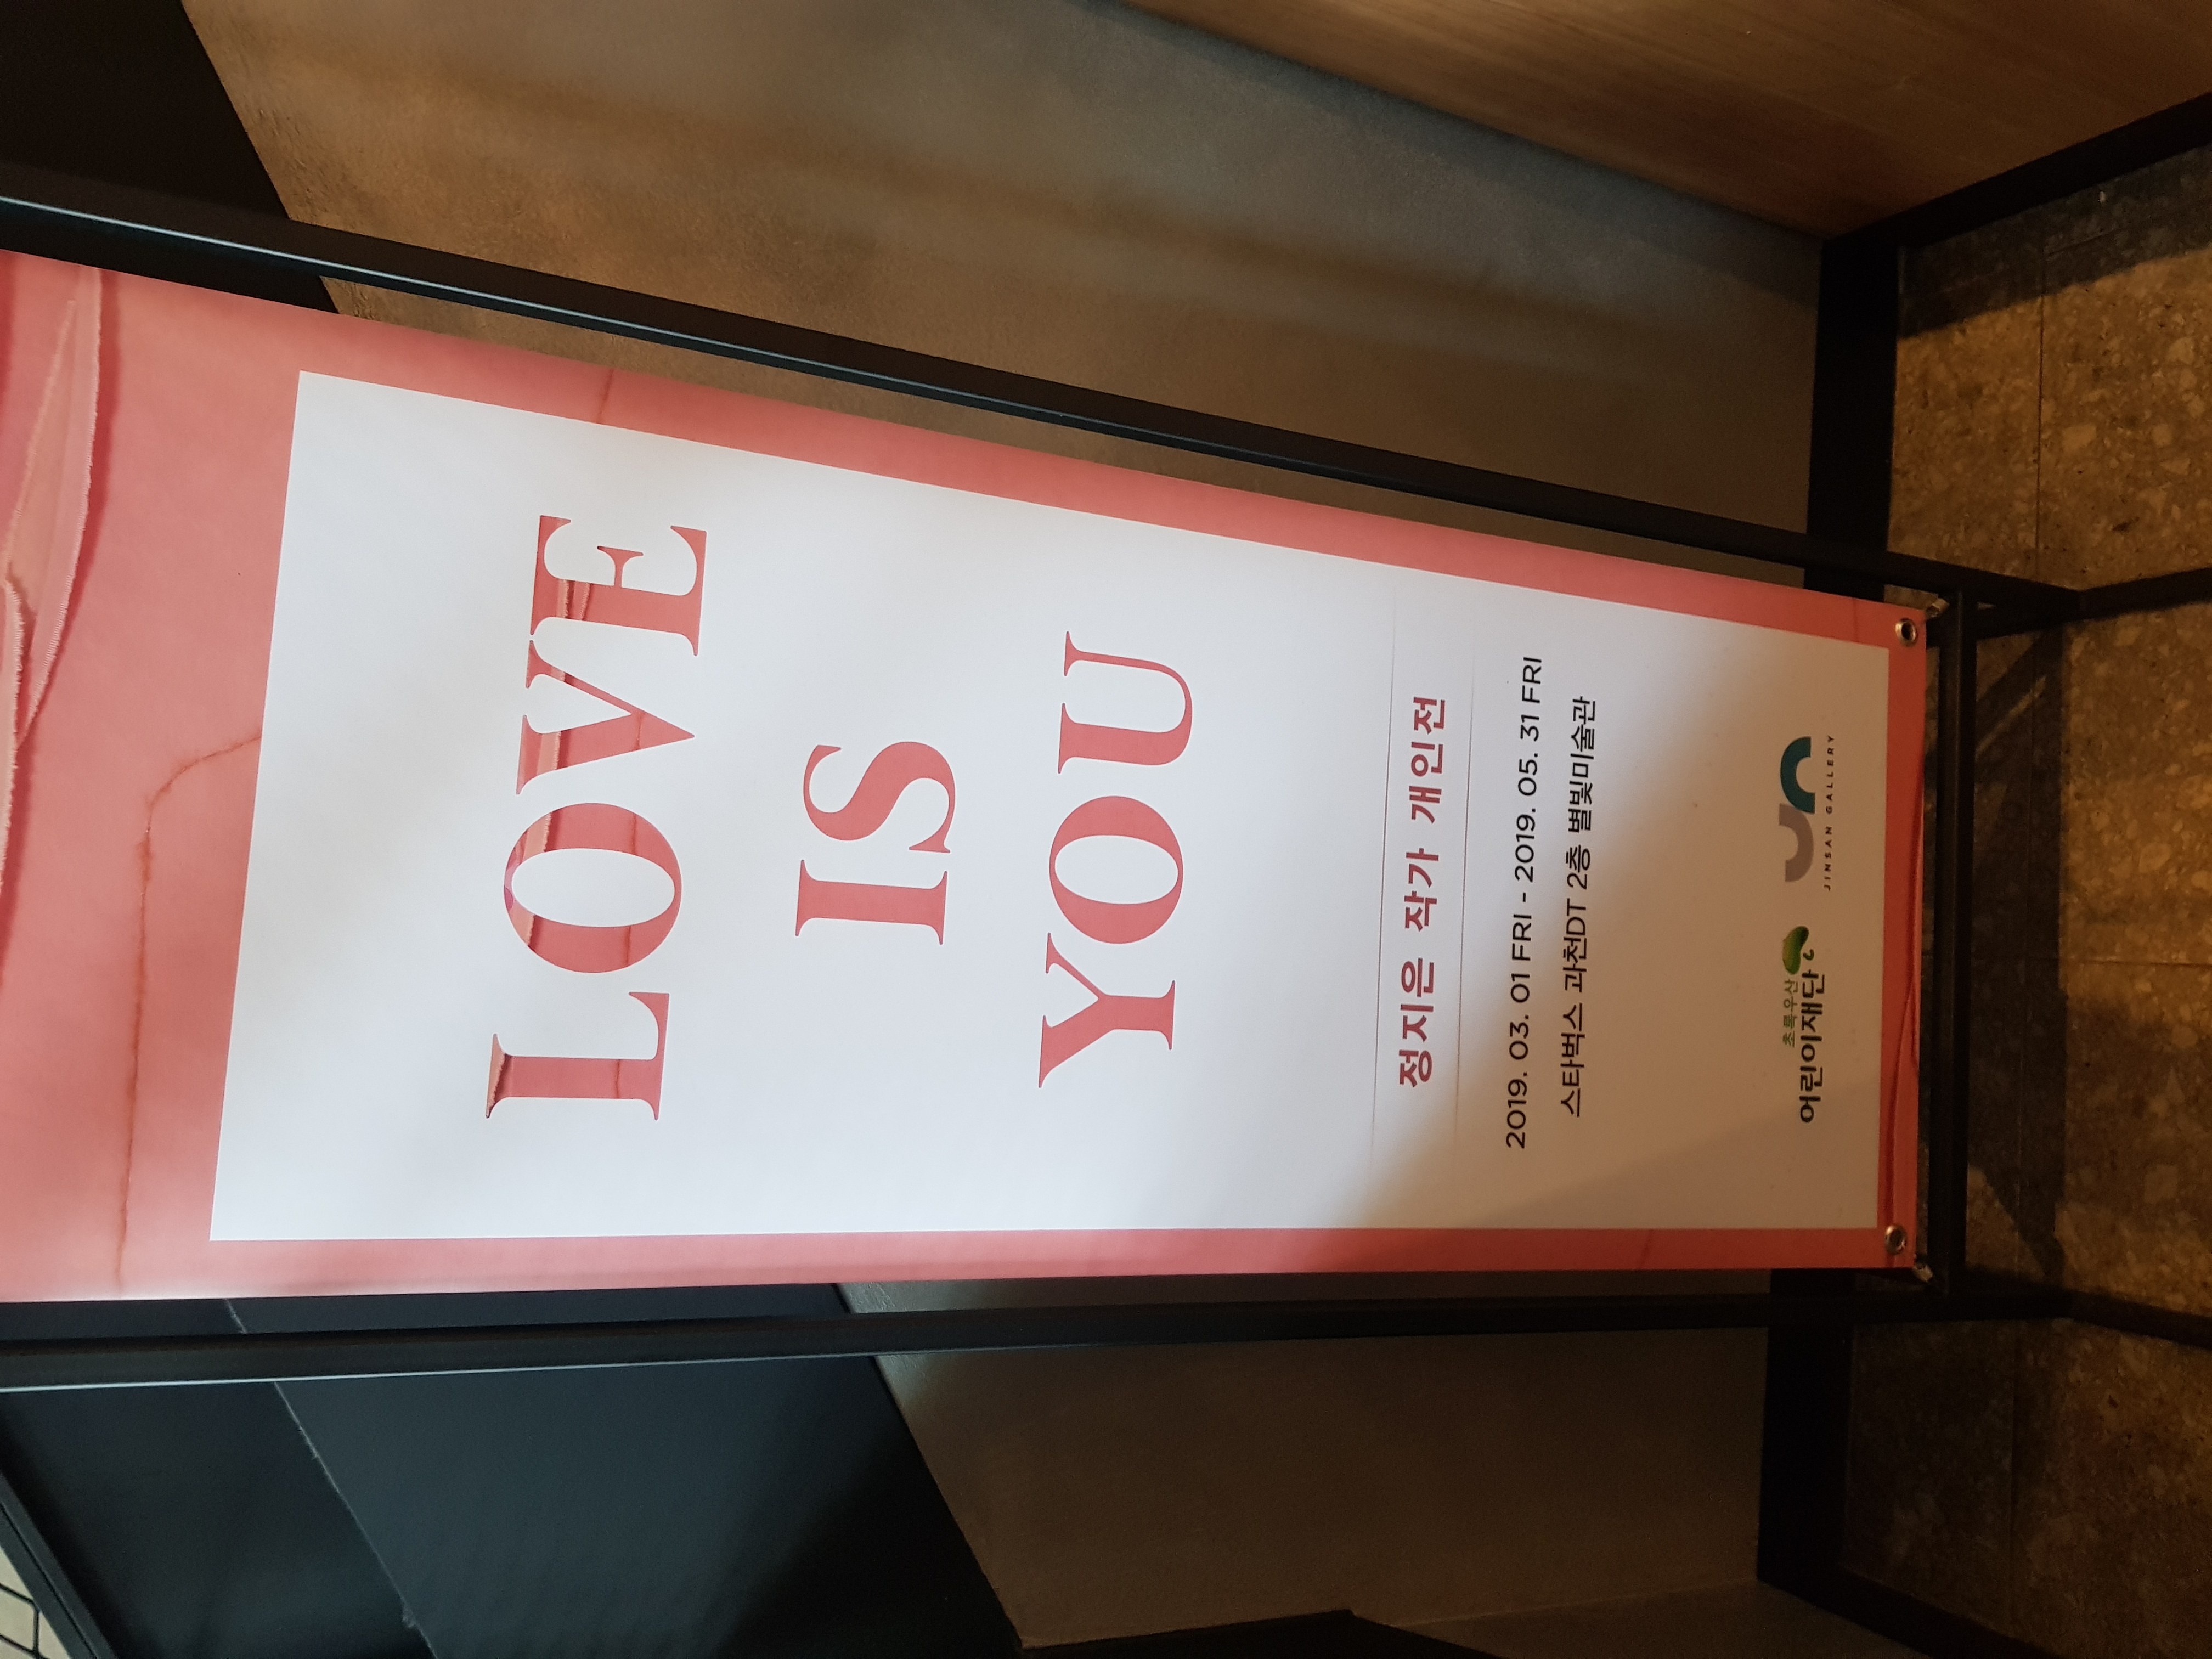 LOVE
IS
YOU
정지은 작가 개인전
2019. 03. 01 FRI - 2019. 05. 31 FRI
스타벅스 과천DT 2층 별빛미술관
초록우산
어린이재단
JINSAN GALLERY